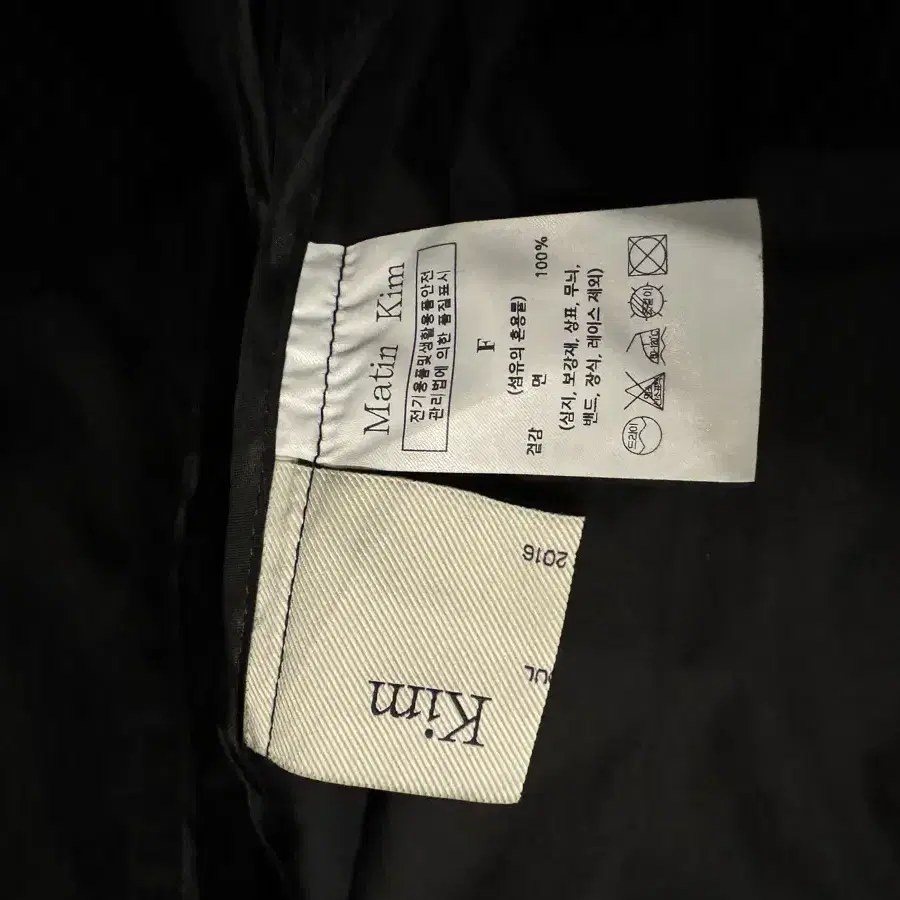 Matin Kim
전기용품및생활용품안전
관리법에 의한 품질표시
F
(섬유의 혼용률)
겉감 면 100%
(심지, 보강재, 상표, 무늬,
밴드, 장식, 레이스 제외)
드라이
Kim
2016